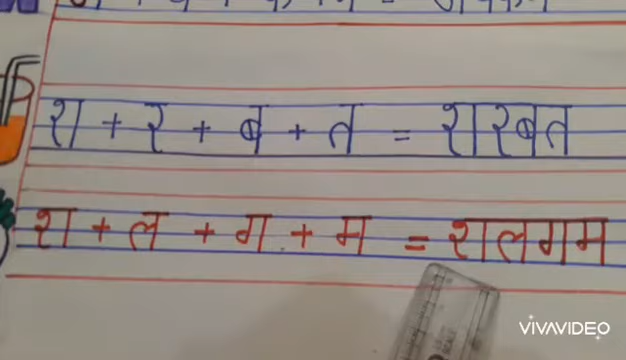 श + र + ब + त = शरबत
श + ल + ग + म = शलगम
VIVAVIDEO